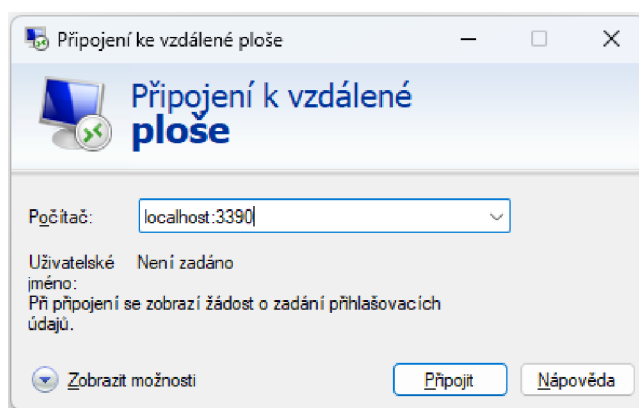 Připojení ke vzdálené ploše
Připojení k vzdálené
ploše
Počítač: localhost:3390
Uživatelské jméno: Není zadáno
Při připojení se zobrazí žádost o zadání přihlašovacích
údajů.
Zobrazit možnosti Připojit Nápověda